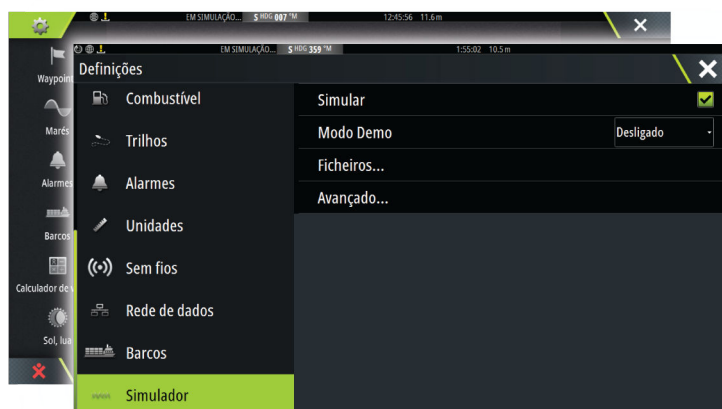 EM SIMULAÇÃO... S HDG 007 °M 12:45:56 11.6 m
Waypoint
Marés
Alarmes
Barcos
Calculador de v
Sol, lua
EM SIMULAÇÃO... S HDG 359 °M 1:55:02 10.5 m
Definições
Combustível
Trilhos
Alarmes
Unidades
Sem fios
Rede de dados
Barcos
Simulador
Simular
Modo Demo Desligado
Ficheiros...
Avançado...